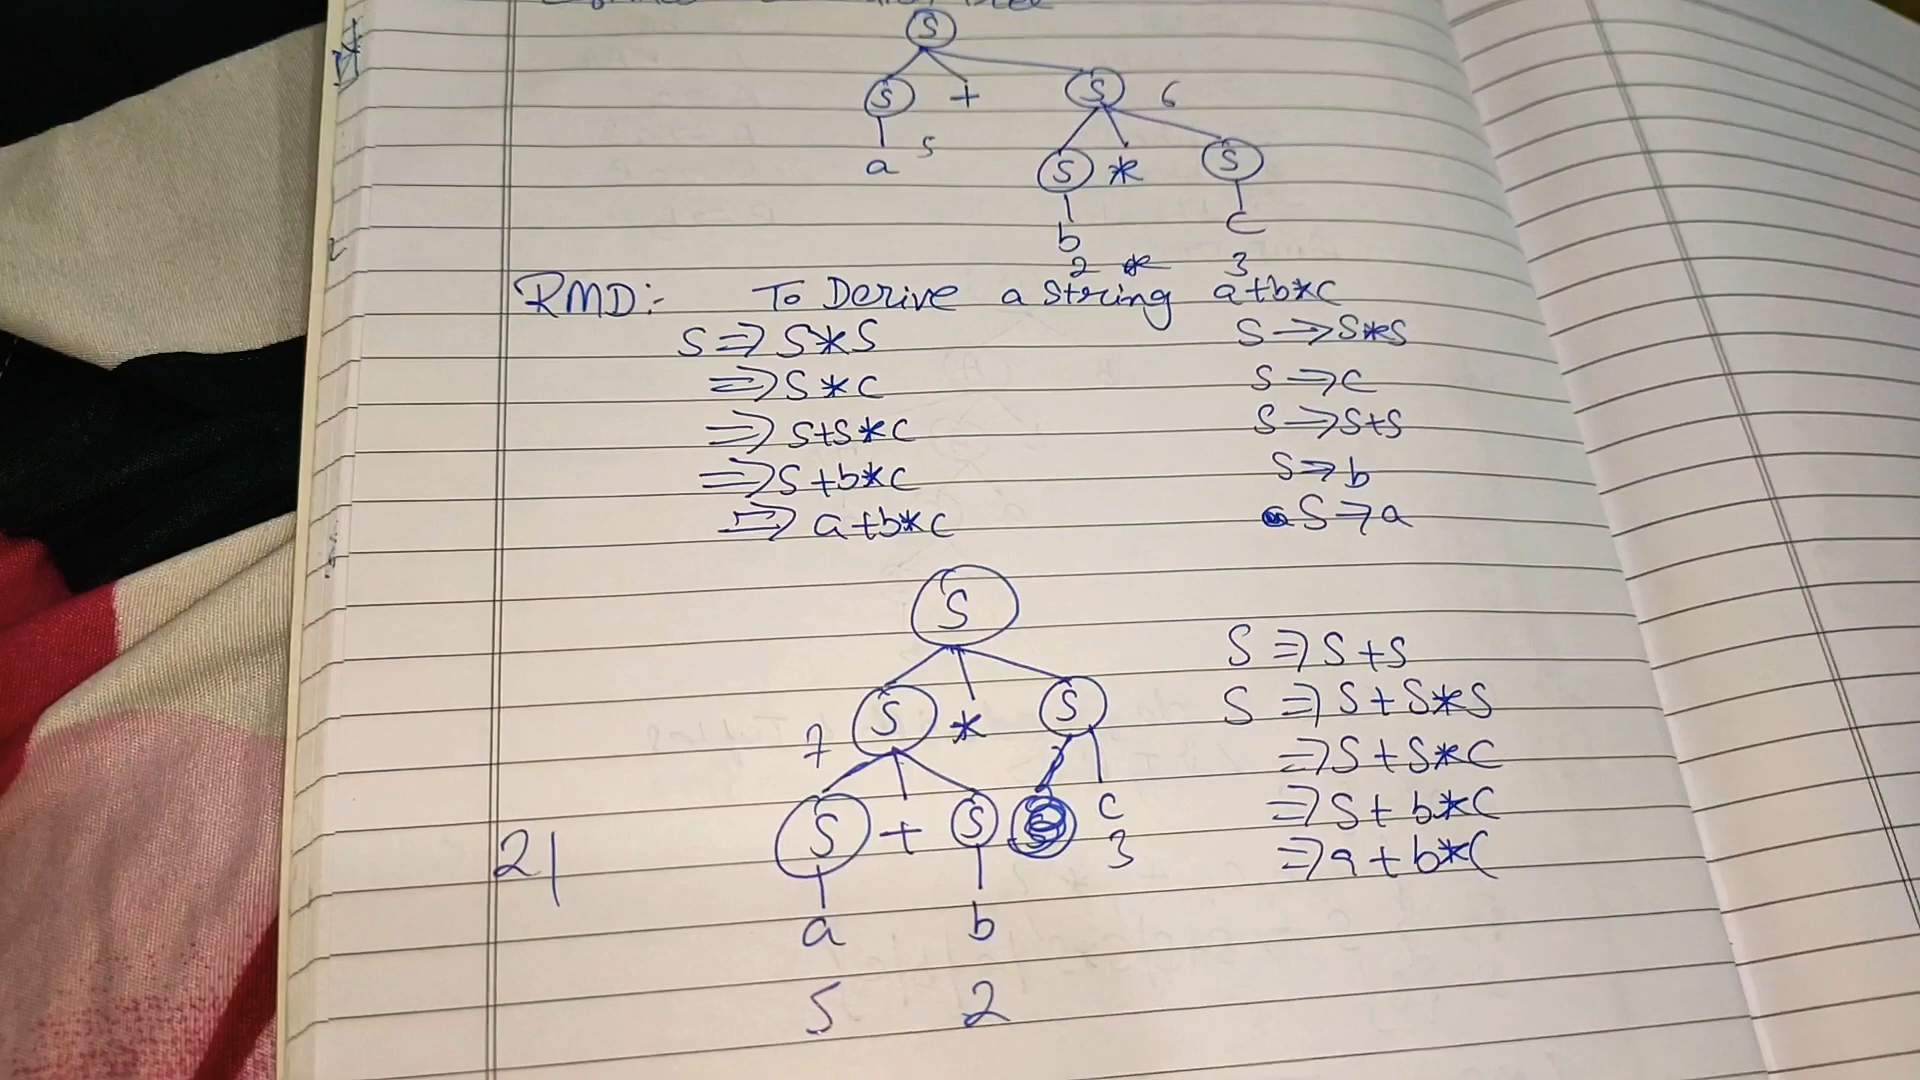 S
S + S 6
a 5 S * S
b C
2 * 3
RMD:- To Derive a string a+b*c
S ⇒ S*S S → S*S
⇒ S*c S → c
⇒ S+S*c S → S+S
⇒ S+b*c S → b
⇒ a+b*c S → a
S
S ⇒ S+S
7 S * S S ⇒ S+S*S
⇒ S+S*C
21 S + S C ⇒ S+b*C
3 ⇒ a+b*C
a b
5 2